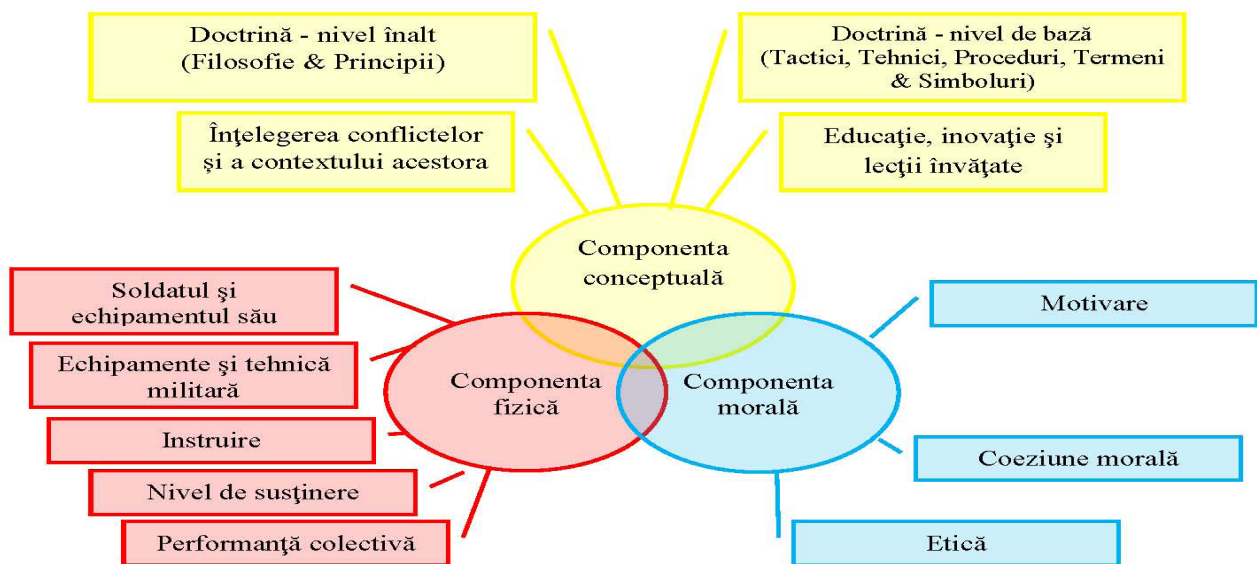 Doctrină - nivel înalt
(Filosofie & Principii)
Doctrină - nivel de bază
(Tactici, Tehnici, Proceduri, Termeni
& Simboluri)
Înţelegerea conflictelor
și a contextului acestora
Educaţie, inovaţie şi
lecţii învăţate
Componenta
conceptuală
Soldatul şi
echipamentul său
Echipamente şi tehnică
militară
Instruire
Nivel de susţinere
Performanţă colectivă
Componenta
fizică
Componenta
morală
Motivare
Coeziune morală
Etică